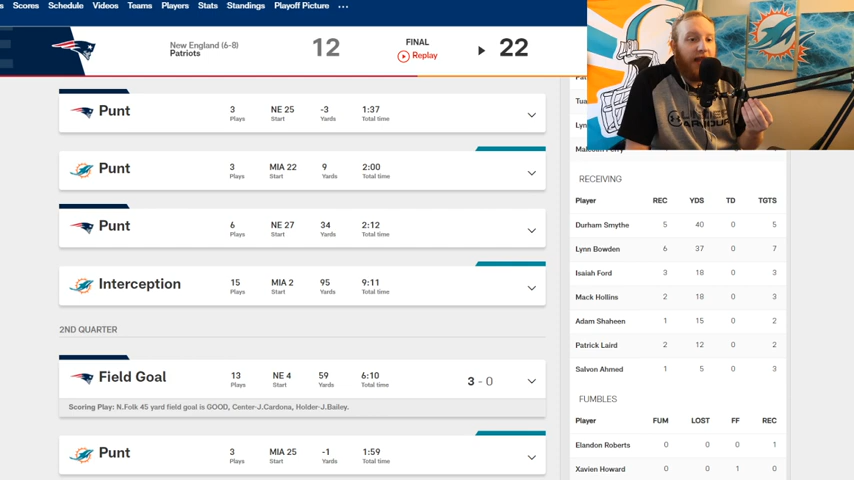 Scores Schedule Videos Teams Players Stats Standings Playoff Picture ...
New England (6-8)
Patriots
12
FINAL
Replay
22
Punt 3 NE 25 -3 1:37
Plays Start Yards Total time
Punt 3 MIA 22 9 2:00
Plays Start Yards Total time
Punt 6 NE 27 34 2:12
Plays Start Yards Total time
Interception 15 MIA 2 95 9:11
Plays Start Yards Total time
2ND QUARTER
Field Goal 13 NE 4 59 6:10 3 - 0
Plays Start Yards Total time
Scoring Play: N.Folk 45 yard field goal is GOOD, Center-J.Cardona, Holder-J.Bailey.
Punt 3 MIA 25 -1 1:59
Plays Start Yards Total time
UNDER ARMOUR
RECEIVING
Player REC YDS TD TGTS
Durham Smythe 5 40 0 5
Lynn Bowden 6 37 0 7
Isaiah Ford 3 18 0 3
Mack Hollins 2 18 0 3
Adam Shaheen 1 15 0 2
Patrick Laird 2 12 0 2
Salvon Ahmed 1 5 0 3
FUMBLES
Player FUM LOST FF REC
Elandon Roberts 0 0 0 1
Xavien Howard 0 0 1 0